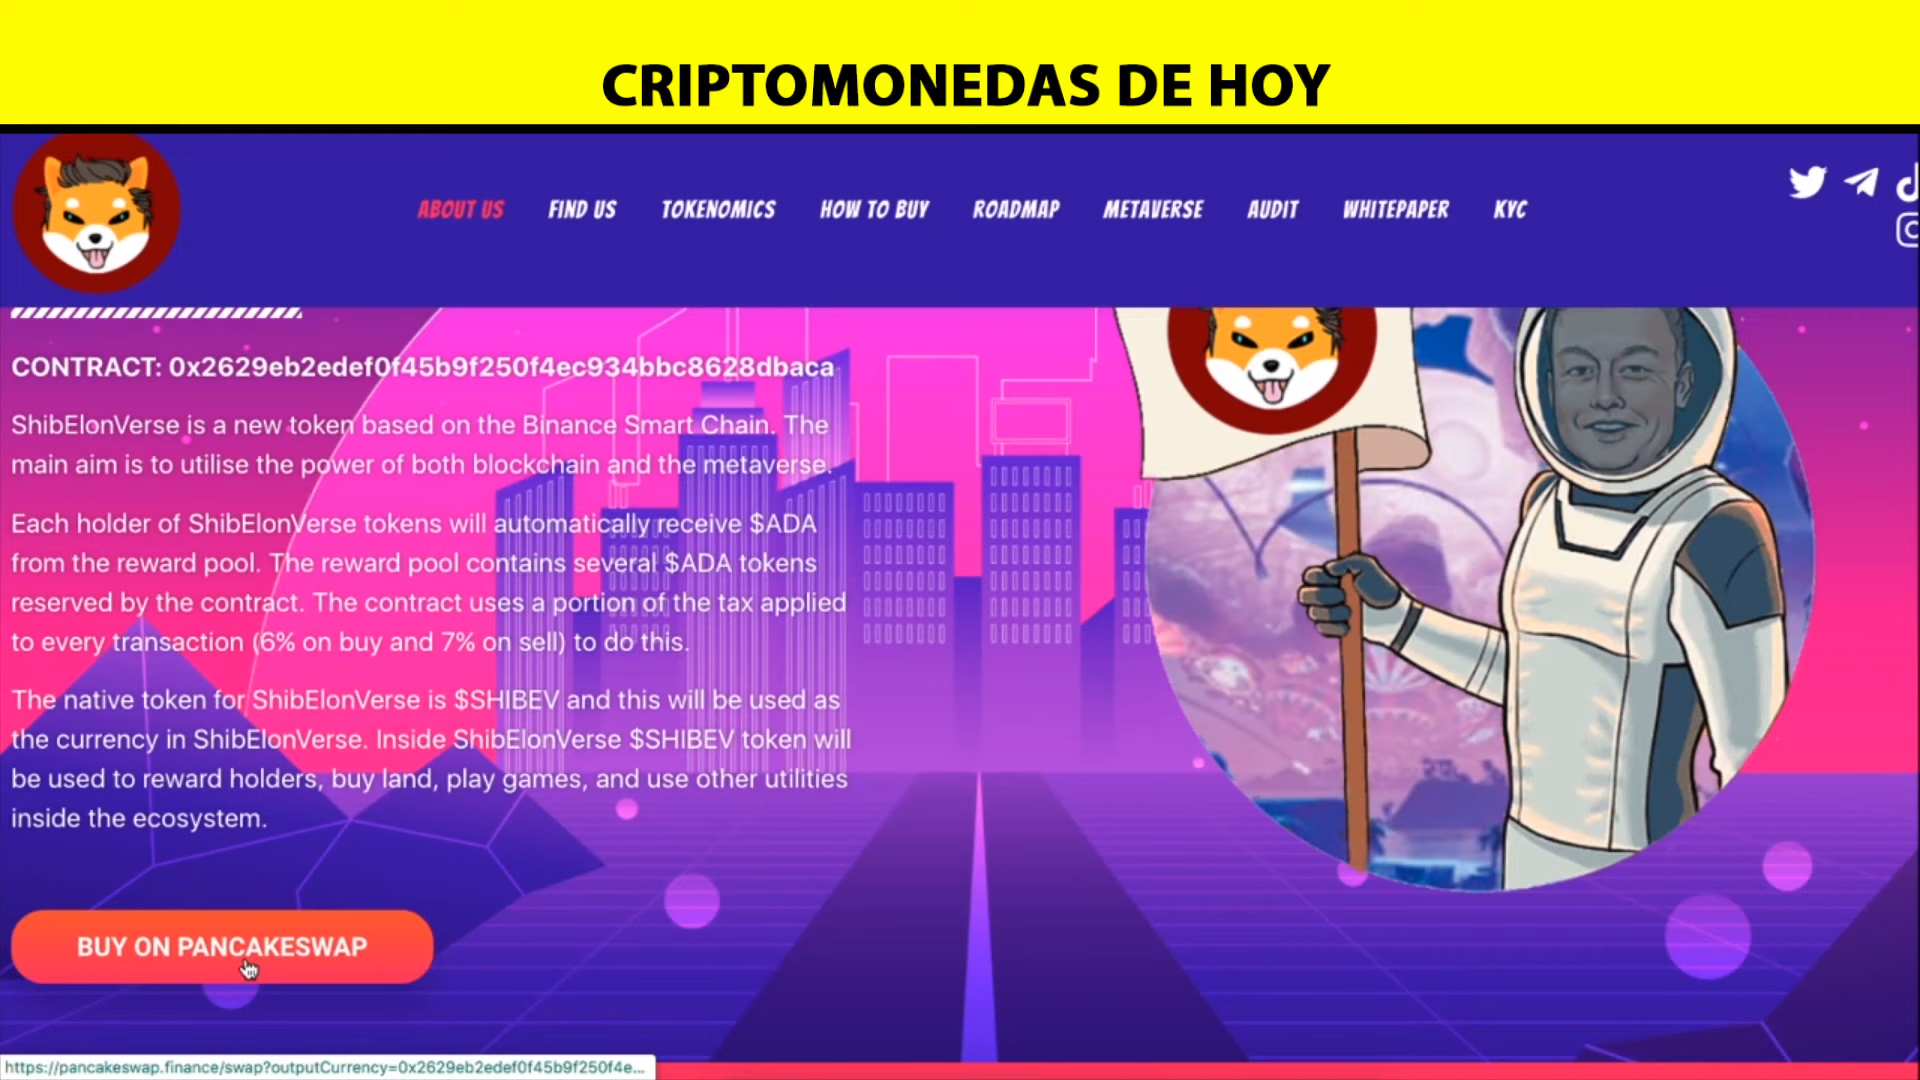 CRIPTOMONEDAS DE HOY
ABOUT US FIND US TOKENOMICS HOW TO BUY ROADMAP METAVERSE AUDIT WHITEPAPER KYC
CONTRACT: 0x2629eb2edef0f45b9f250f4ec934bbc8628dbaca
ShibElonVerse is a new token based on the Binance Smart Chain. The
main aim is to utilise the power of both blockchain and the metaverse.
Each holder of ShibElonVerse tokens will automatically receive $ADA
from the reward pool. The reward pool contains several $ADA tokens
reserved by the contract. The contract uses a portion of the tax applied
to every transaction (6% on buy and 7% on sell) to do this.
The native token for ShibElonVerse is $SHIBEV and this will be used as
the currency in ShibElonVerse. Inside ShibElonVerse $SHIBEV token will
be used to reward holders, buy land, play games, and use other utilities
inside the ecosystem.
BUY ON PANCAKESWAP
https://pancakeswap.finance/swap?outputCurrency=0x2629eb2edef0f45b9f250f4e...